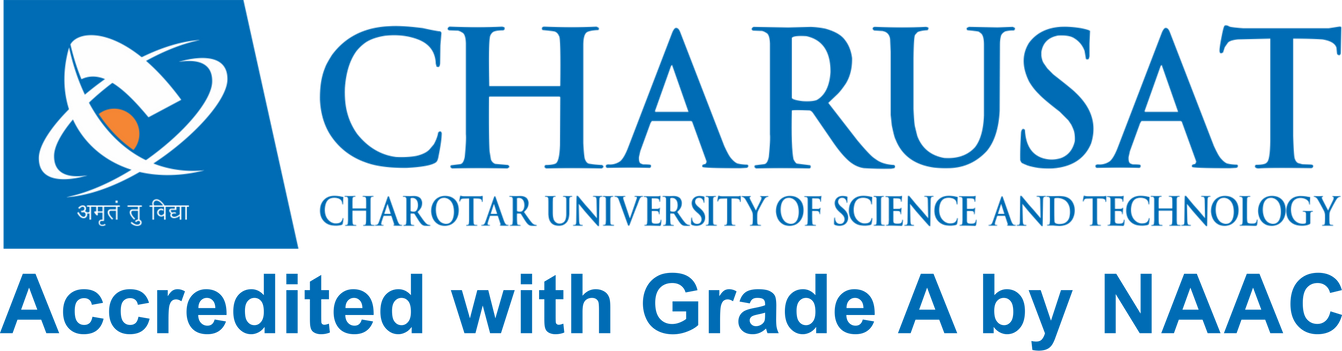 CHARUSAT
अमृतं तु विद्या
CHAROTAR UNIVERSITY OF SCIENCE AND TECHNOLOGY
Accredited with Grade A by NAAC